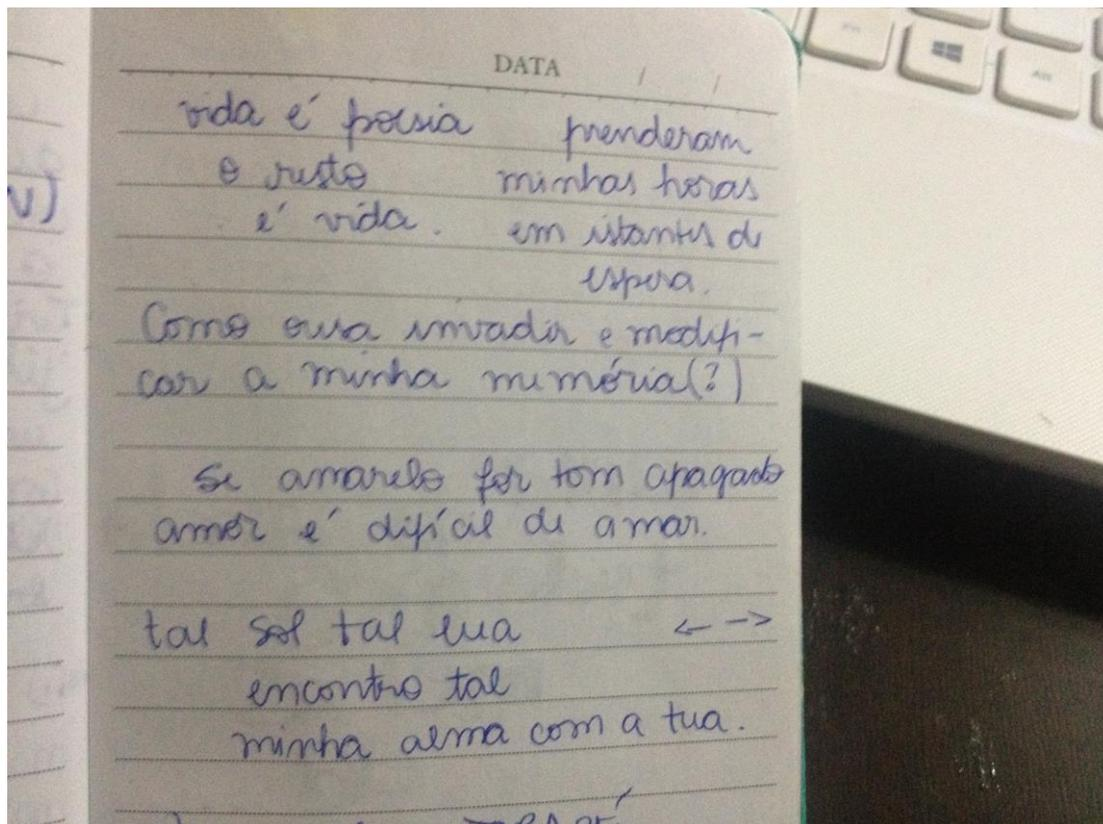 DATA / /
vida é poesia
o resto
é vida.
prenderam
minhas horas
em istantes de
espera.
Como ousa invadir e modifi-
car a minha memória(?)
Se amarelo for tom apagado
amor é difícil de amar.
tal sol tal lua <- ->
encontro tal
minha alma com a tua.
V)